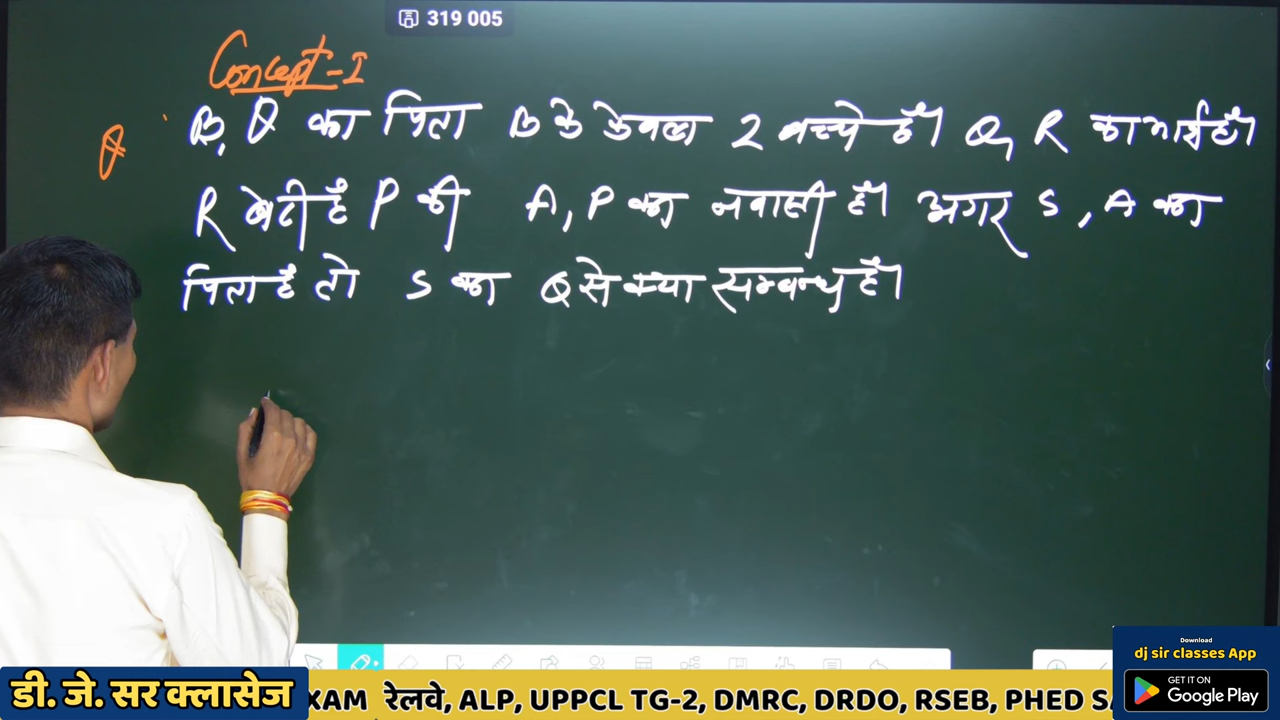 319 005
Concept-I
Q B, Q का पिता B के केवल 2 बच्चे हैं। Q, R का भाई है।
R बेटी है P की A, P का नवासी है। अगर S, A का
पिता है तो S का Q से क्या सम्बन्ध है।
Download
dj sir classes App
GET IT ON
Google Play
डी. जे. सर क्लासेज
EXAM रेलवे, ALP, UPPCL TG-2, DMRC, DRDO, RSEB, PHED